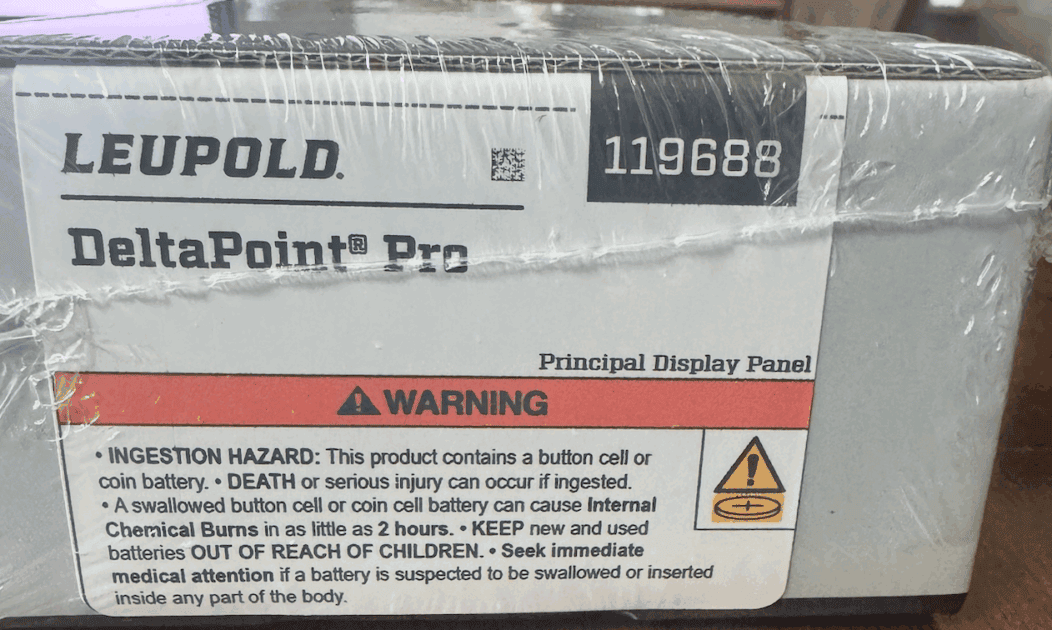 LEUPOLD.
119688
DeltaPoint® Pro
Principal Display Panel
WARNING
• INGESTION HAZARD: This product contains a button cell or
coin battery. • DEATH or serious injury can occur if ingested.
• A swallowed button cell or coin cell battery can cause Internal
Chemical Burns in as little as 2 hours. • KEEP new and used
batteries OUT OF REACH OF CHILDREN. • Seek immediate
medical attention if a battery is suspected to be swallowed or inserted
inside any part of the body.